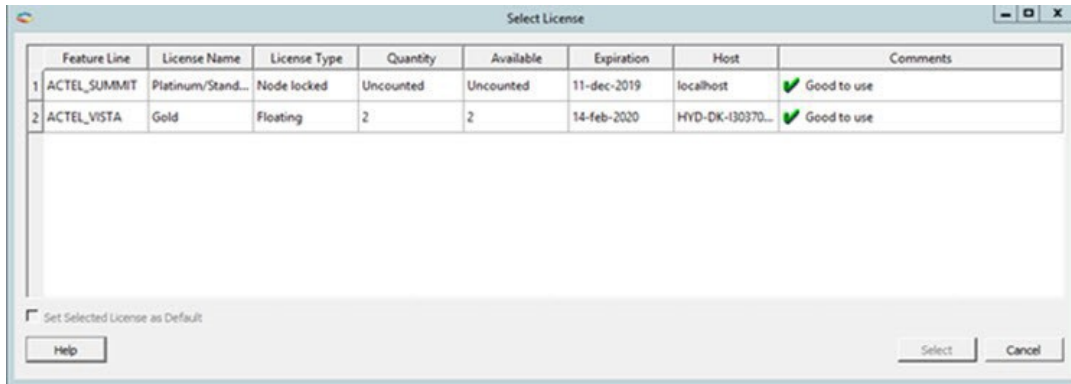 Select License
Feature Line License Name License Type Quantity Available Expiration Host Comments
1 ACTEL_SUMMIT Platinum/Stand... Node locked Uncounted Uncounted 11-dec-2019 localhost Good to use
2 ACTEL_VISTA Gold Floating 2 2 14-feb-2020 HYD-DK-I30370... Good to use
Set Selected License as Default
Help Select Cancel